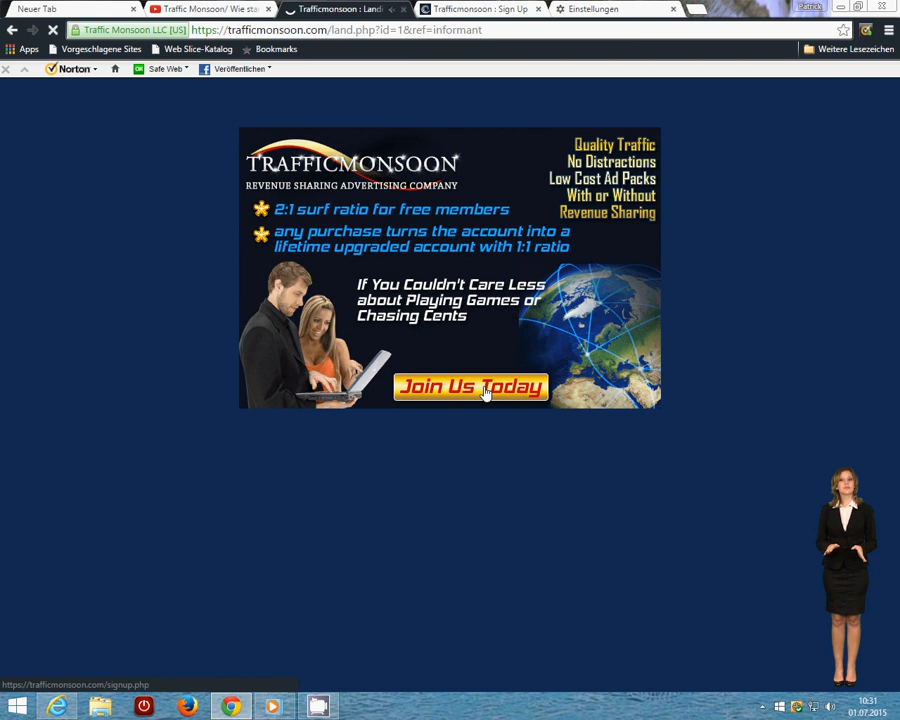 Neuer Tab
Traffic Monsoon/ Wie star
Trafficmonsoon : Landi
Trafficmonsoon : Sign Up
Einstellungen
Patrick
Traffic Monsoon LLC [US]
https://trafficmonsoon.com/land.php?id=1&ref=informant
Apps
Vorgeschlagene Sites
Web Slice-Katalog
Bookmarks
Weitere Lesezeichen
Norton
OK
Safe Web
Veröffentlichen
TRAFFICMONSOON
REVENUE SHARING ADVERTISING COMPANY
Quality Traffic
No Distractions
Low Cost Ad Packs
With or Without
Revenue Sharing
2:1 surf ratio for free members
any purchase turns the account into a
lifetime upgraded account with 1:1 ratio
If You Couldn't Care Less
about Playing Games or
Chasing Cents
Join Us Today
https://trafficmonsoon.com/signup.php
10:31
01.07.2015